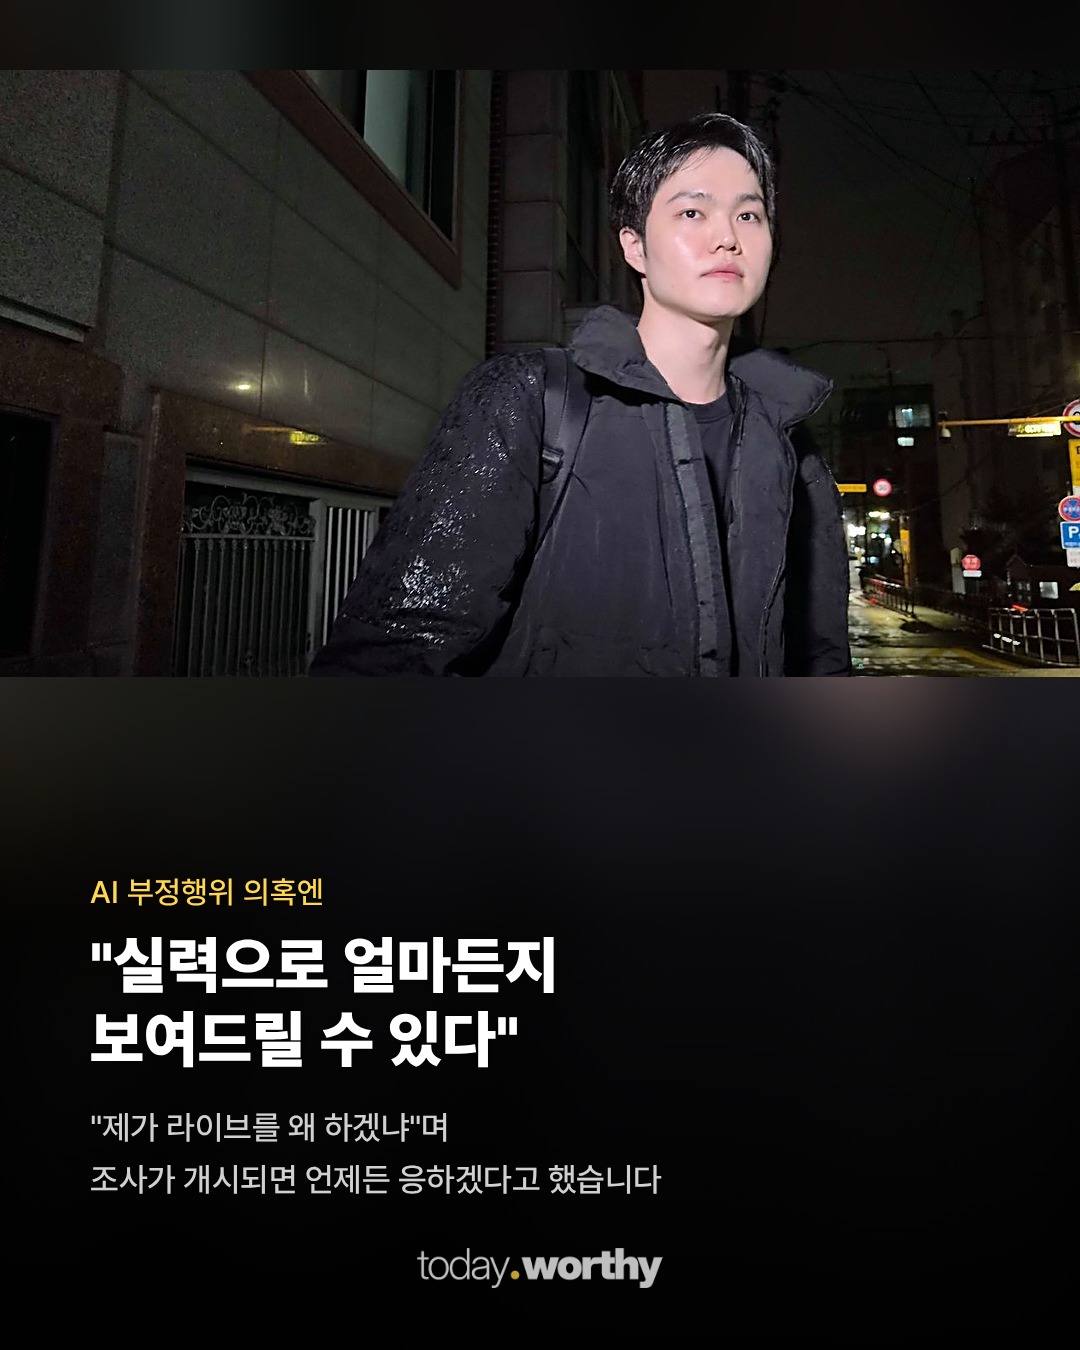 AI 부정행위 의혹엔
"실력으로 얼마든지
보여드릴 수 있다"
"제가 라이브를 왜 하겠냐"며
조사가 개시되면 언제든 응하겠다고 했습니다
today.worthy